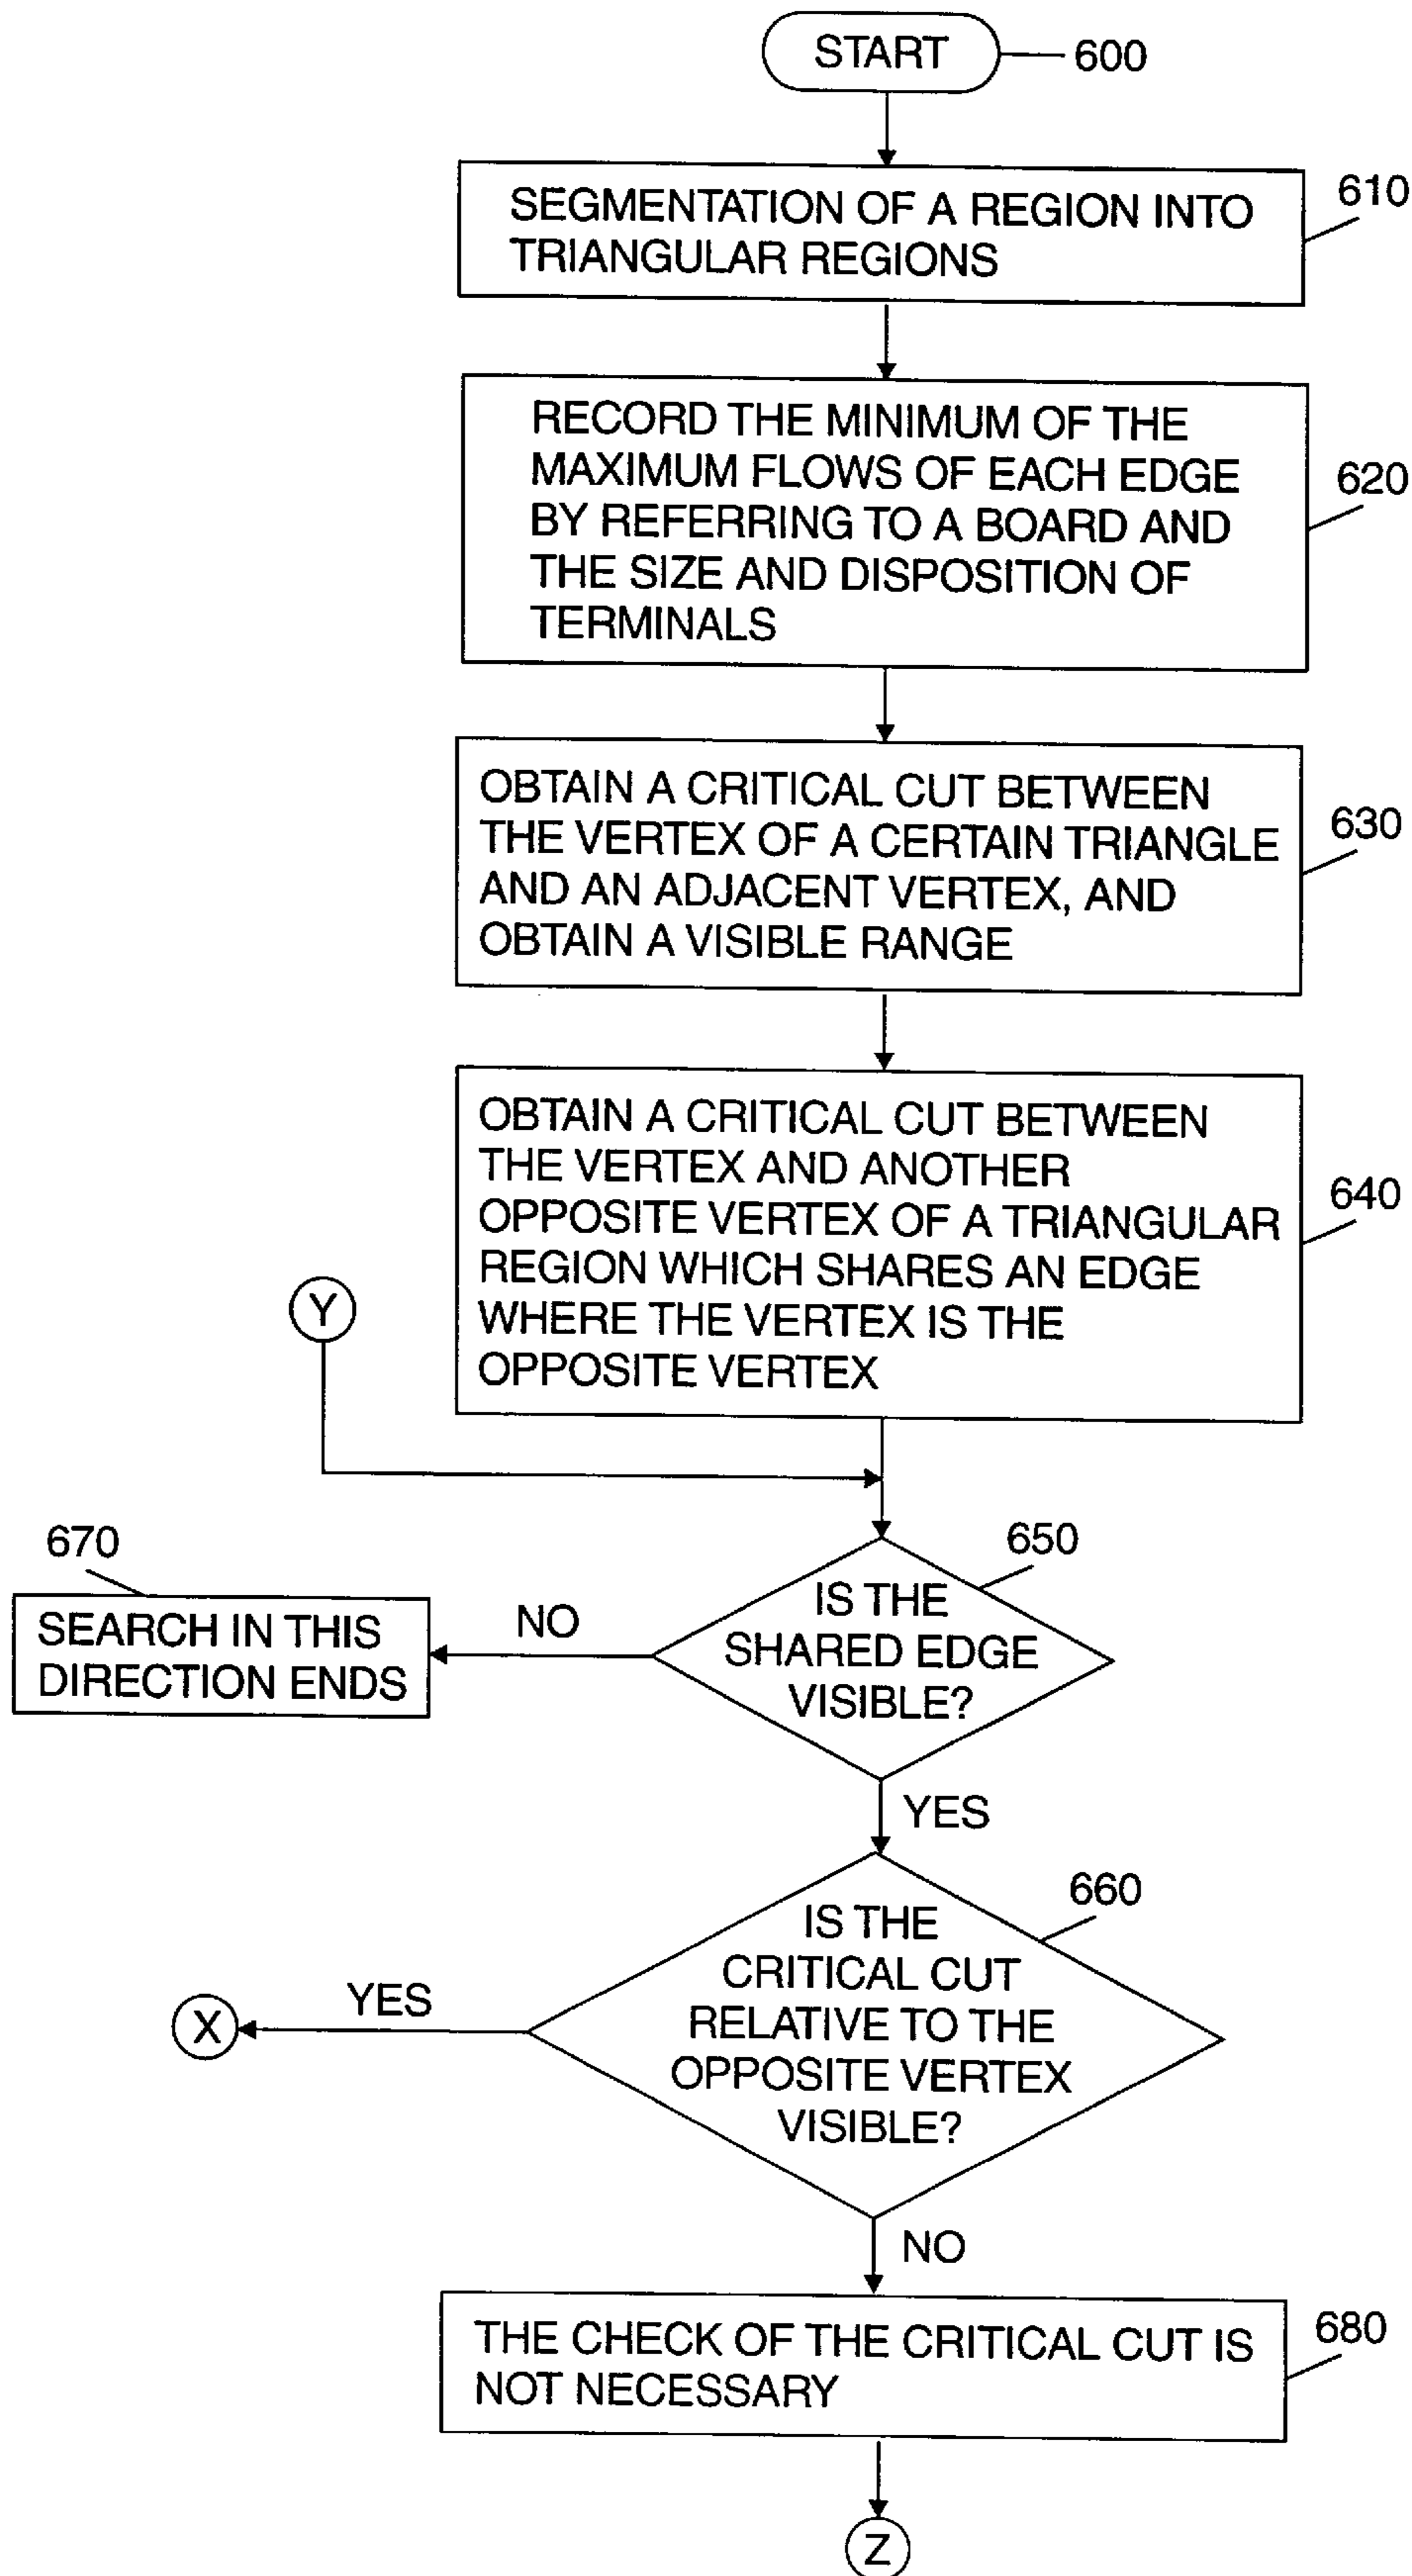 START
600
SEGMENTATION OF A REGION INTO
TRIANGULAR REGIONS
610
RECORD THE MINIMUM OF THE
MAXIMUM FLOWS OF EACH EDGE
BY REFERRING TO A BOARD AND
THE SIZE AND DISPOSITION OF
TERMINALS
620
OBTAIN A CRITICAL CUT BETWEEN
THE VERTEX OF A CERTAIN TRIANGLE
AND AN ADJACENT VERTEX, AND
OBTAIN A VISIBLE RANGE
630
OBTAIN A CRITICAL CUT BETWEEN
THE VERTEX AND ANOTHER
OPPOSITE VERTEX OF A TRIANGULAR
REGION WHICH SHARES AN EDGE
WHERE THE VERTEX IS THE
OPPOSITE VERTEX
640
Y
650
IS THE
SHARED EDGE
VISIBLE?
NO
670
SEARCH IN THIS
DIRECTION ENDS
YES
660
IS THE
CRITICAL CUT
RELATIVE TO THE
OPPOSITE VERTEX
VISIBLE?
YES
X
NO
THE CHECK OF THE CRITICAL CUT IS
NOT NECESSARY
680
Z